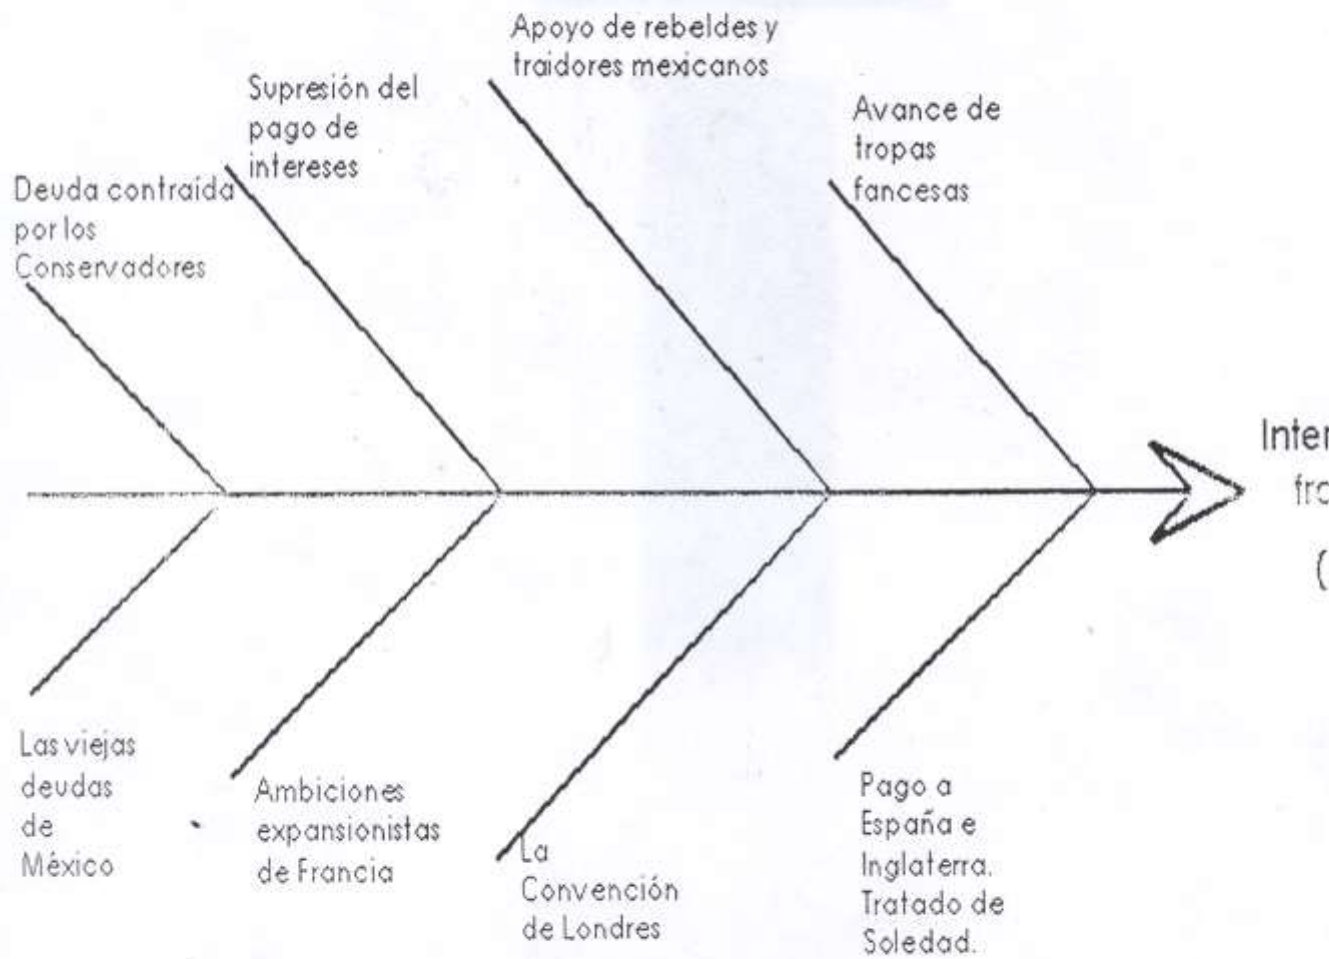 Apoyo de rebeldes y
traidores mexicanos
Supresión del
pago de
intereses
Avance de
tropas
fancesas
Deuda contraída
por los
Conservadores
Inter
fra
(
Las viejas
deudas
de
México
Ambiciones
expansionistas
de Francia
La
Convención
de Londres
Pago a
España e
Inglaterra.
Tratado de
Soledad.